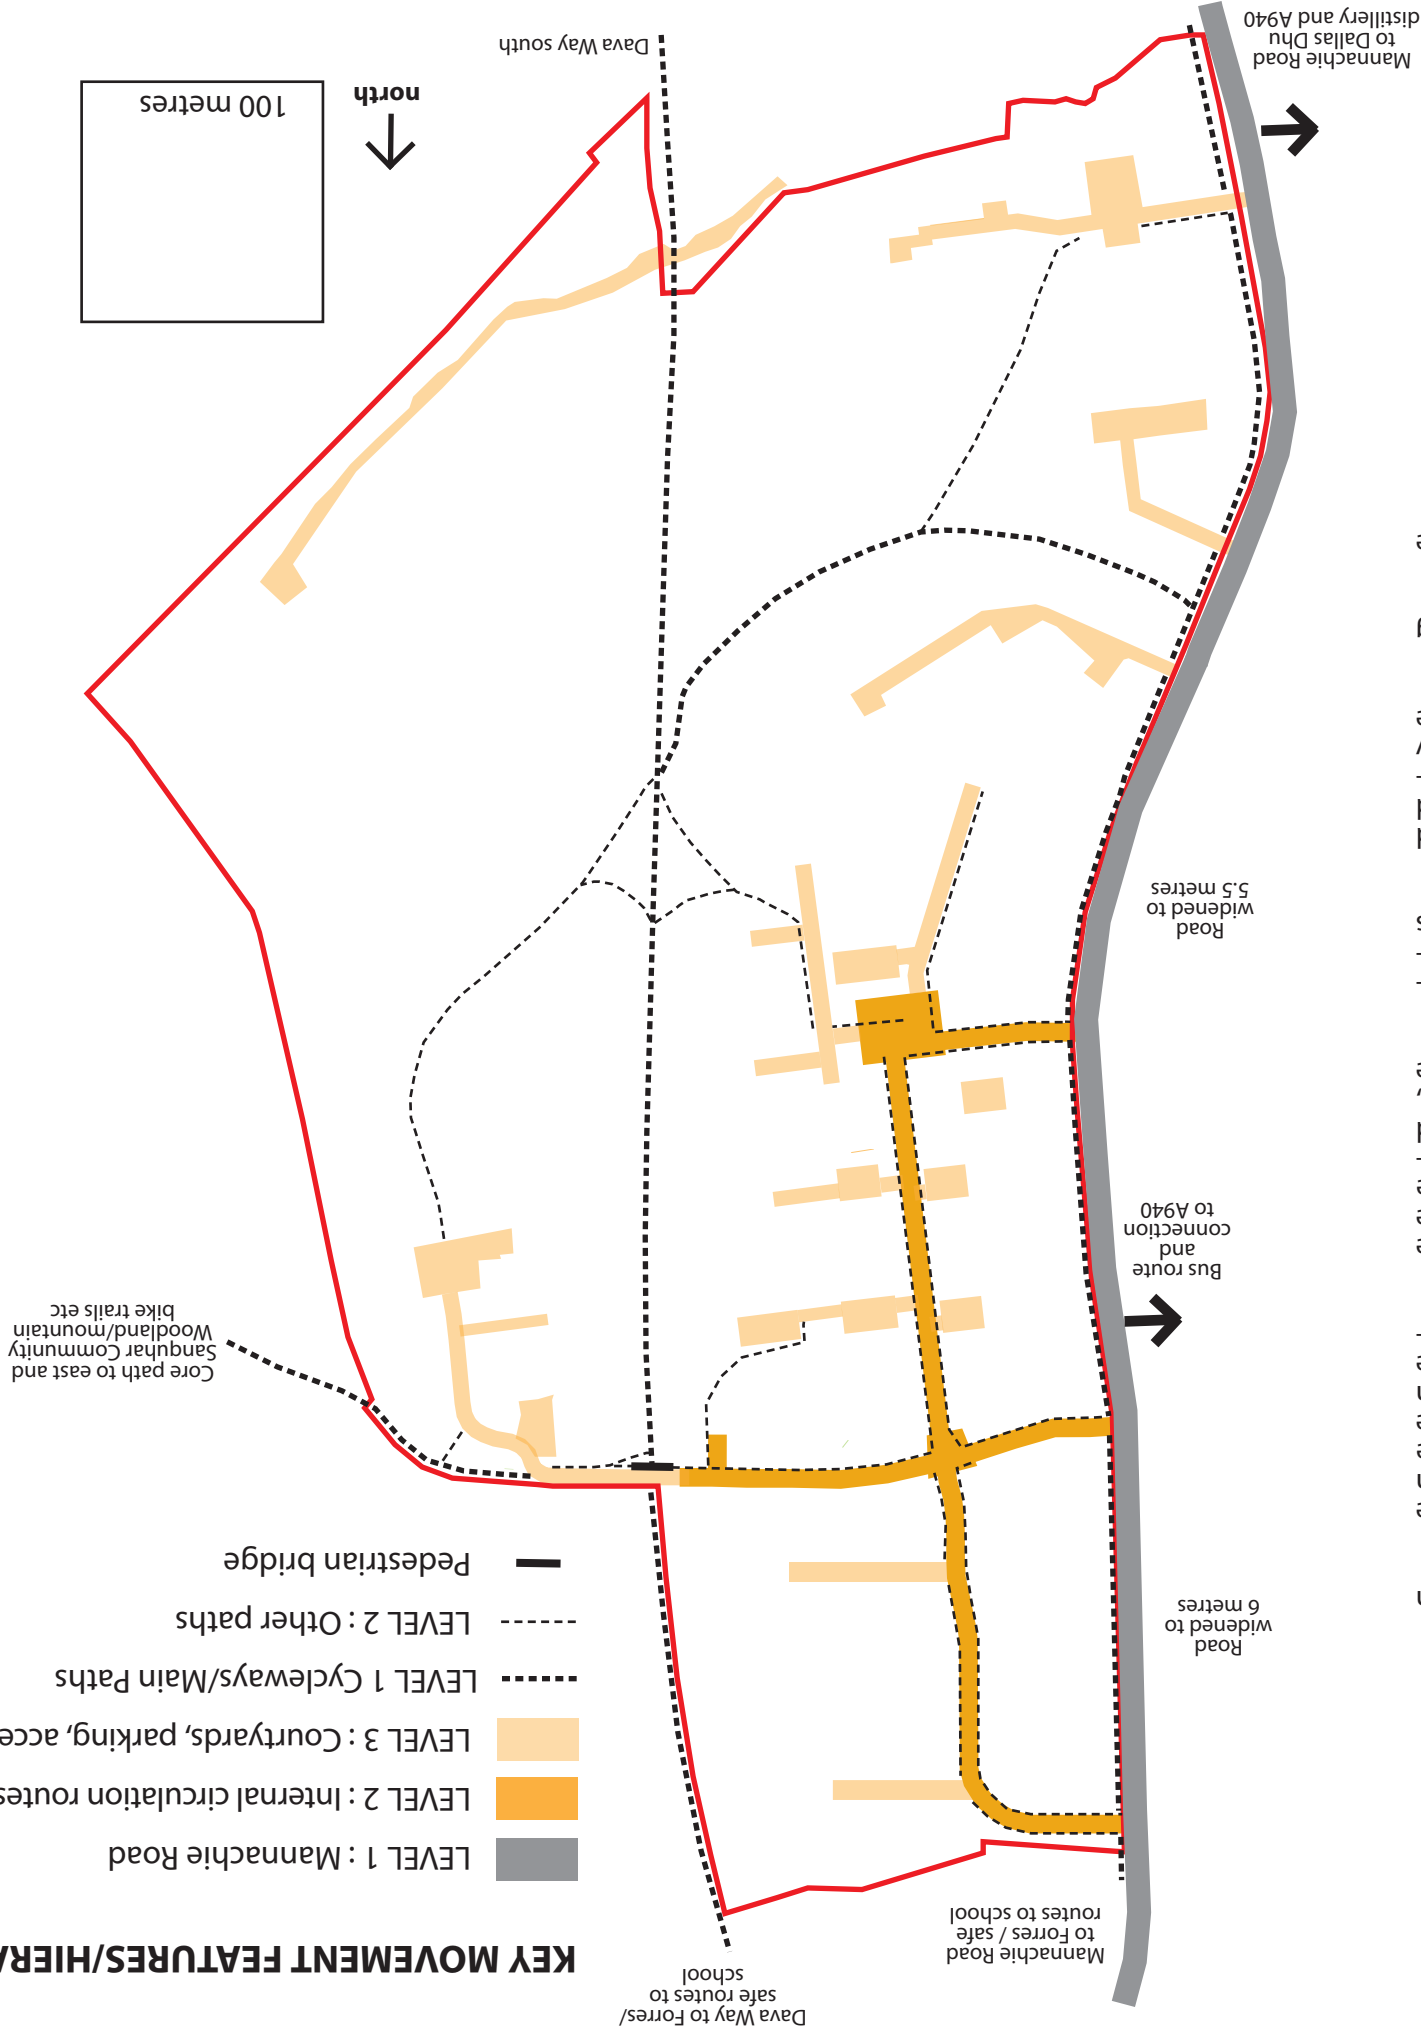 Dava Way to Forres/
safe routes to
school
Mannachie Road
to Forres / safe
routes to school
KEY MOVEMENT FEATURES/HIERA
LEVEL 1 : Mannachie Road
LEVEL 2 : Internal circulation routes
LEVEL 3 : Courtyards, parking, acce
LEVEL 1 Cycleways/Main Paths
LEVEL 2 : Other paths
Pedestrian bridge
Road
widened to
6 metres
Core path to east and
Sanquhar Community
Woodland/mountain
bike trails etc
Bus route
and
connection
to A940
Road
widened to
5.5 metres
100 metres
north
Dava Way south
Mannachie Road
to Dallas Dhu
distillery and A940